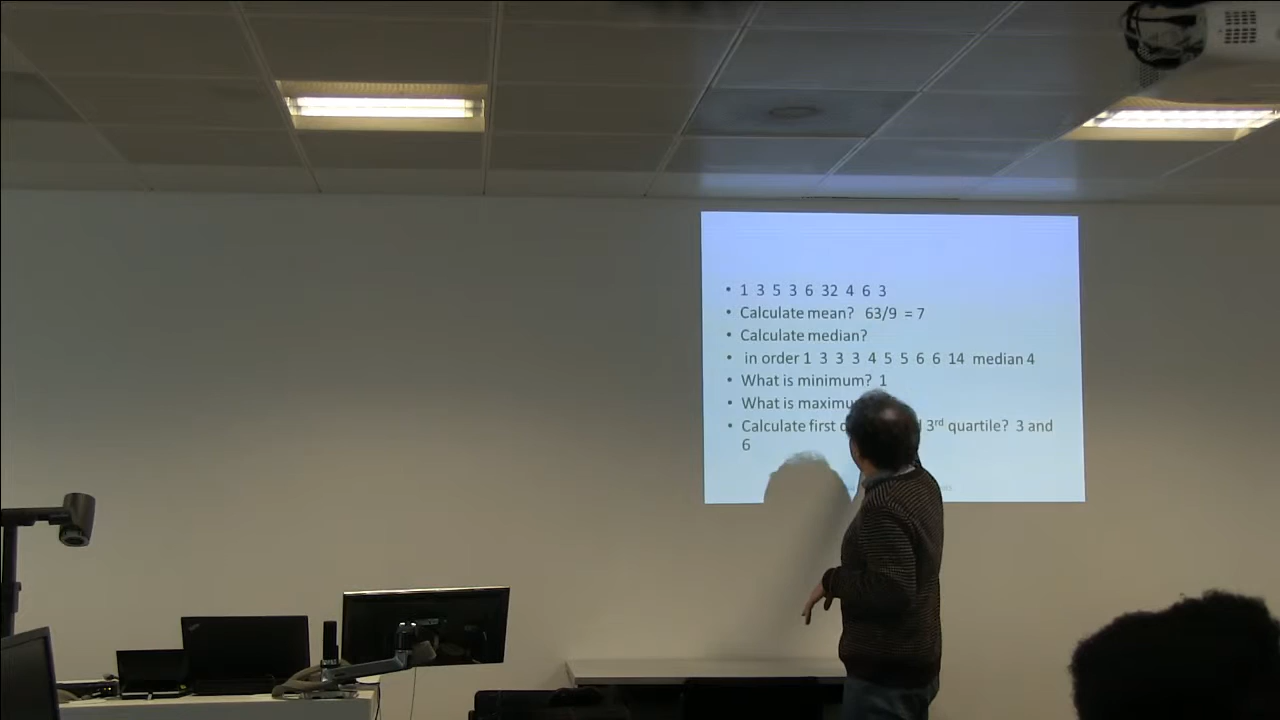 • 1 3 5 3 6 32 4 6 3
• Calculate mean? 63/9 = 7
• Calculate median?
• in order 1 3 3 3 4 5 5 6 6 14 median 4
• What is minimum? 1
• What is
• Calculate first 3rd quartile? 3 and
6